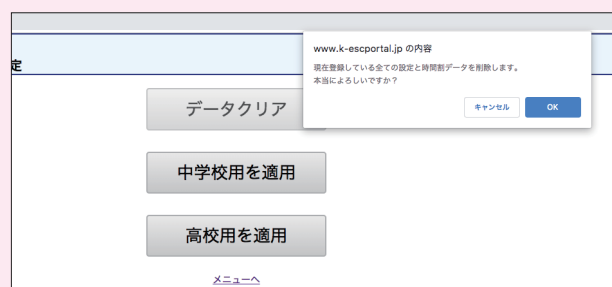 www.k-escportal.jp の内容
現在登録している全ての設定と時間割データを削除します。
本当によろしいですか？
キャンセル
OK
定
データクリア
中学校用を適用
高校用を適用
メニューへ